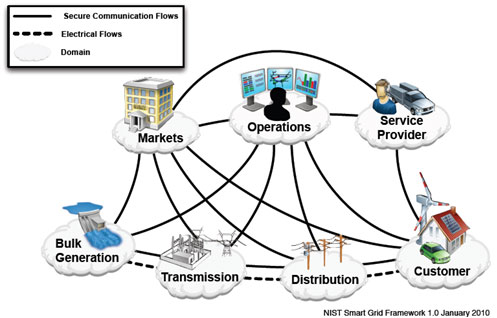 Secure Communication Flows
Electrical Flows
Domain
Markets
Operations
Service
Provider
Bulk
Generation
Transmission
Distribution
Customer
NIST Smart Grid Framework 1.0 January 2010